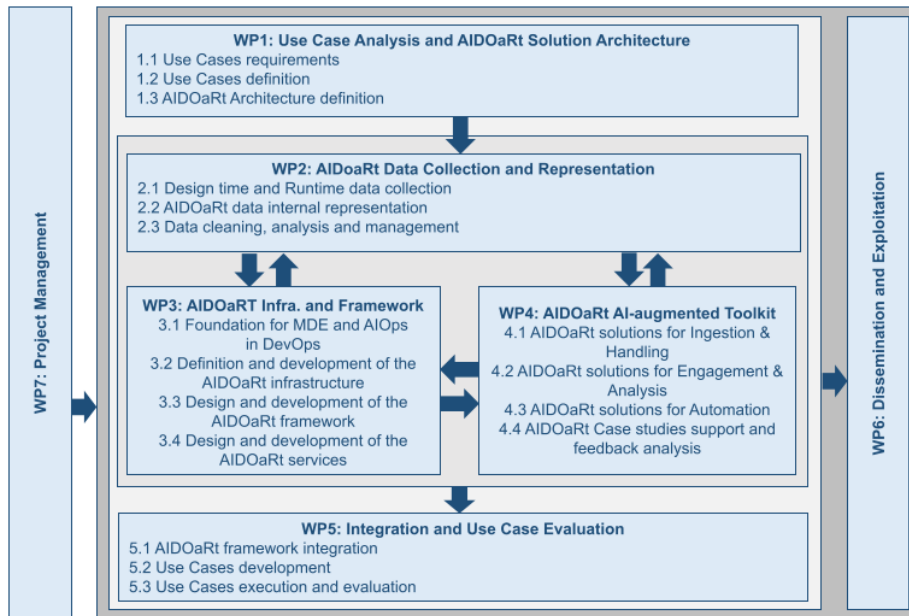 WP7: Project Management
WP1: Use Case Analysis and AIDOaRt Solution Architecture
1.1 Use Cases requirements
1.2 Use Cases definition
1.3 AIDOaRt Architecture definition
WP2: AIDoaRt Data Collection and Representation
2.1 Design time and Runtime data collection
2.2 AIDOaRt data internal representation
2.3 Data cleaning, analysis and management
WP3: AIDOaRT Infra. and Framework
3.1 Foundation for MDE and AIOps
in DevOps
3.2 Definition and development of the
AIDOaRt infrastructure
3.3 Design and development of the
AIDOaRt framework
3.4 Design and development of the
AIDOaRt services
WP4: AIDOaRt AI-augmented Toolkit
4.1 AIDOaRt solutions for Ingestion &
Handling
4.2 AIDOaRt solutions for Engagement &
Analysis
4.3 AIDOaRt solutions for Automation
4.4 AIDOaRt Case studies support and
feedback analysis
WP5: Integration and Use Case Evaluation
5.1 AIDOaRt framework integration
5.2 Use Cases development
5.3 Use Cases execution and evaluation
WP6: Dissemination and Exploitation